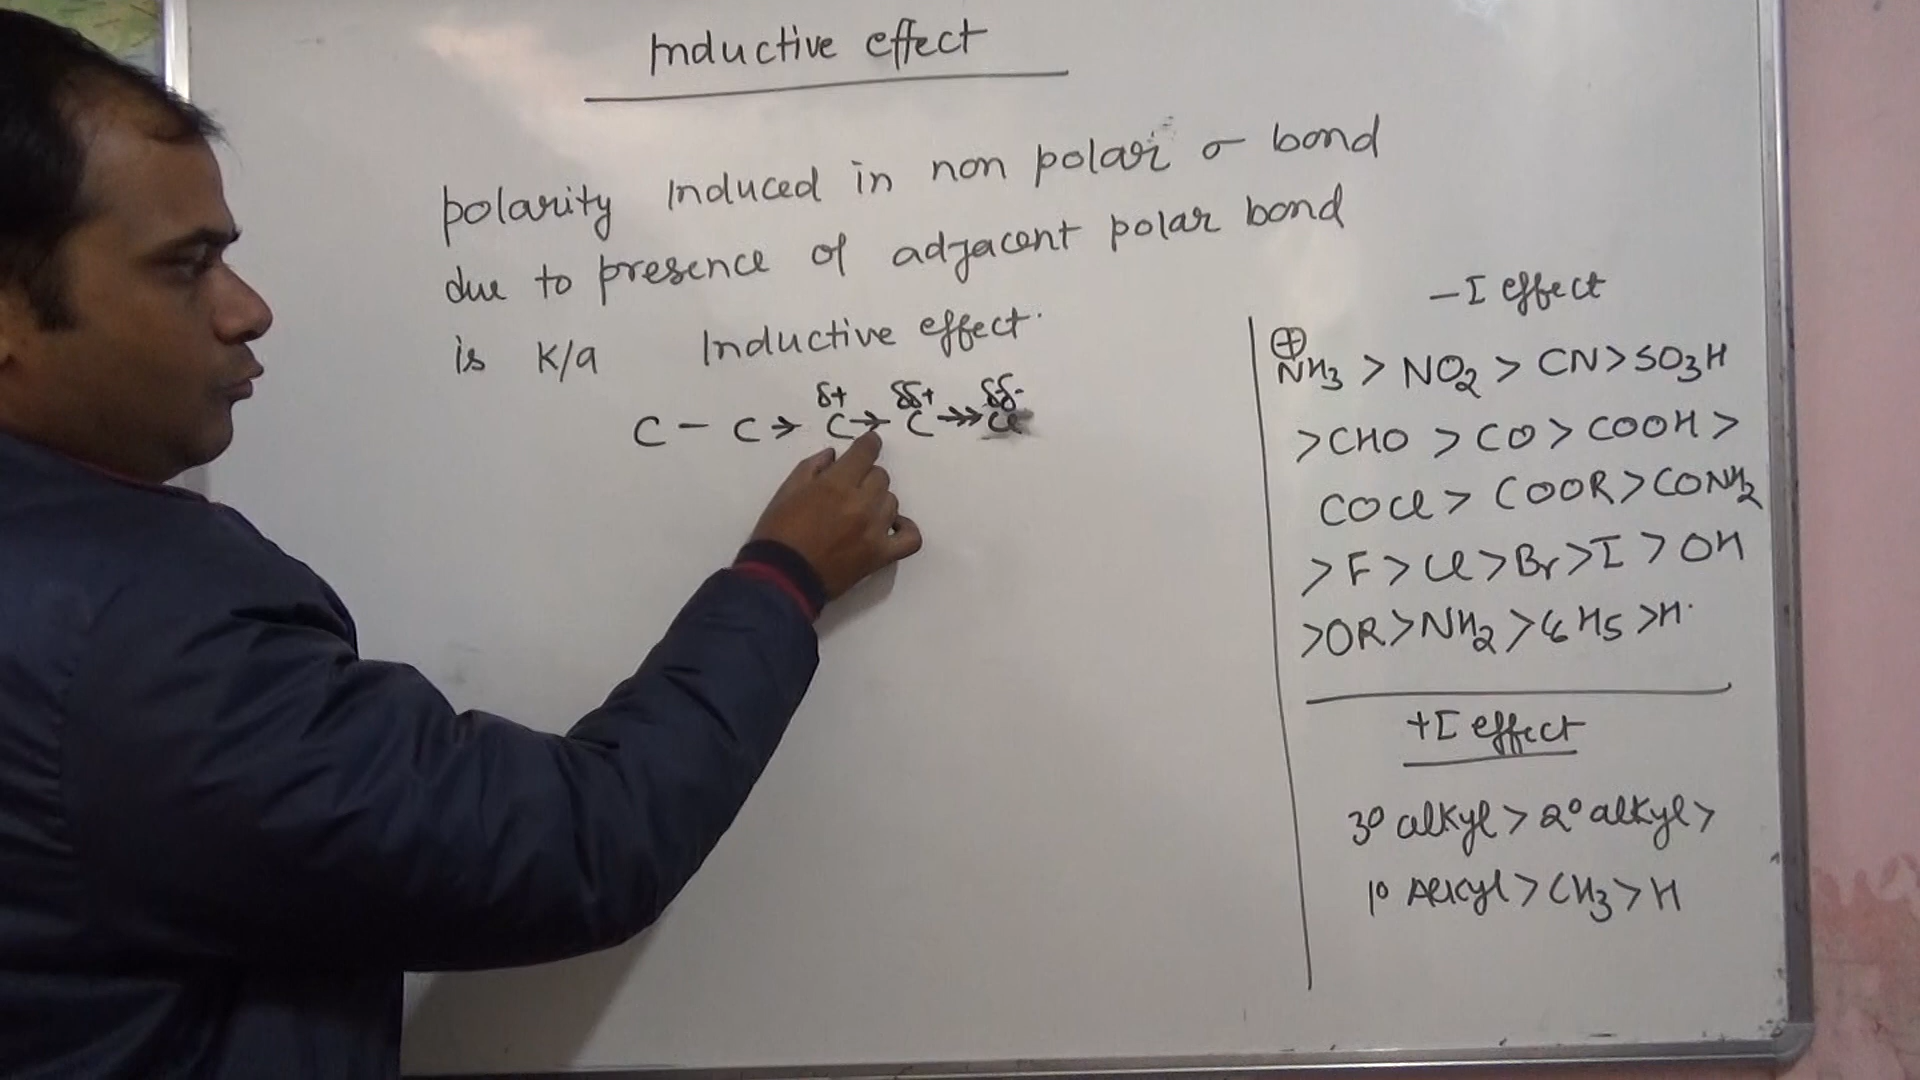 Inductive effect
polarity Induced in non polar σ bond
due to presence of adjacent polar bond
is K/a Inductive effect.
δ+ δδ+ δδ-
C - C > C > C >>> Cl
-I effect
⊕
NH3 > NO2 > CN > SO3H
> CHO > CO > COOH >
COCl > COOR > CONH2
> F > Cl > Br > I > OH
> OR > NH2 > C6H5 > H.
+I effect
3° alkyl > 2° alkyl >
1° Alkyl > CH3 > H